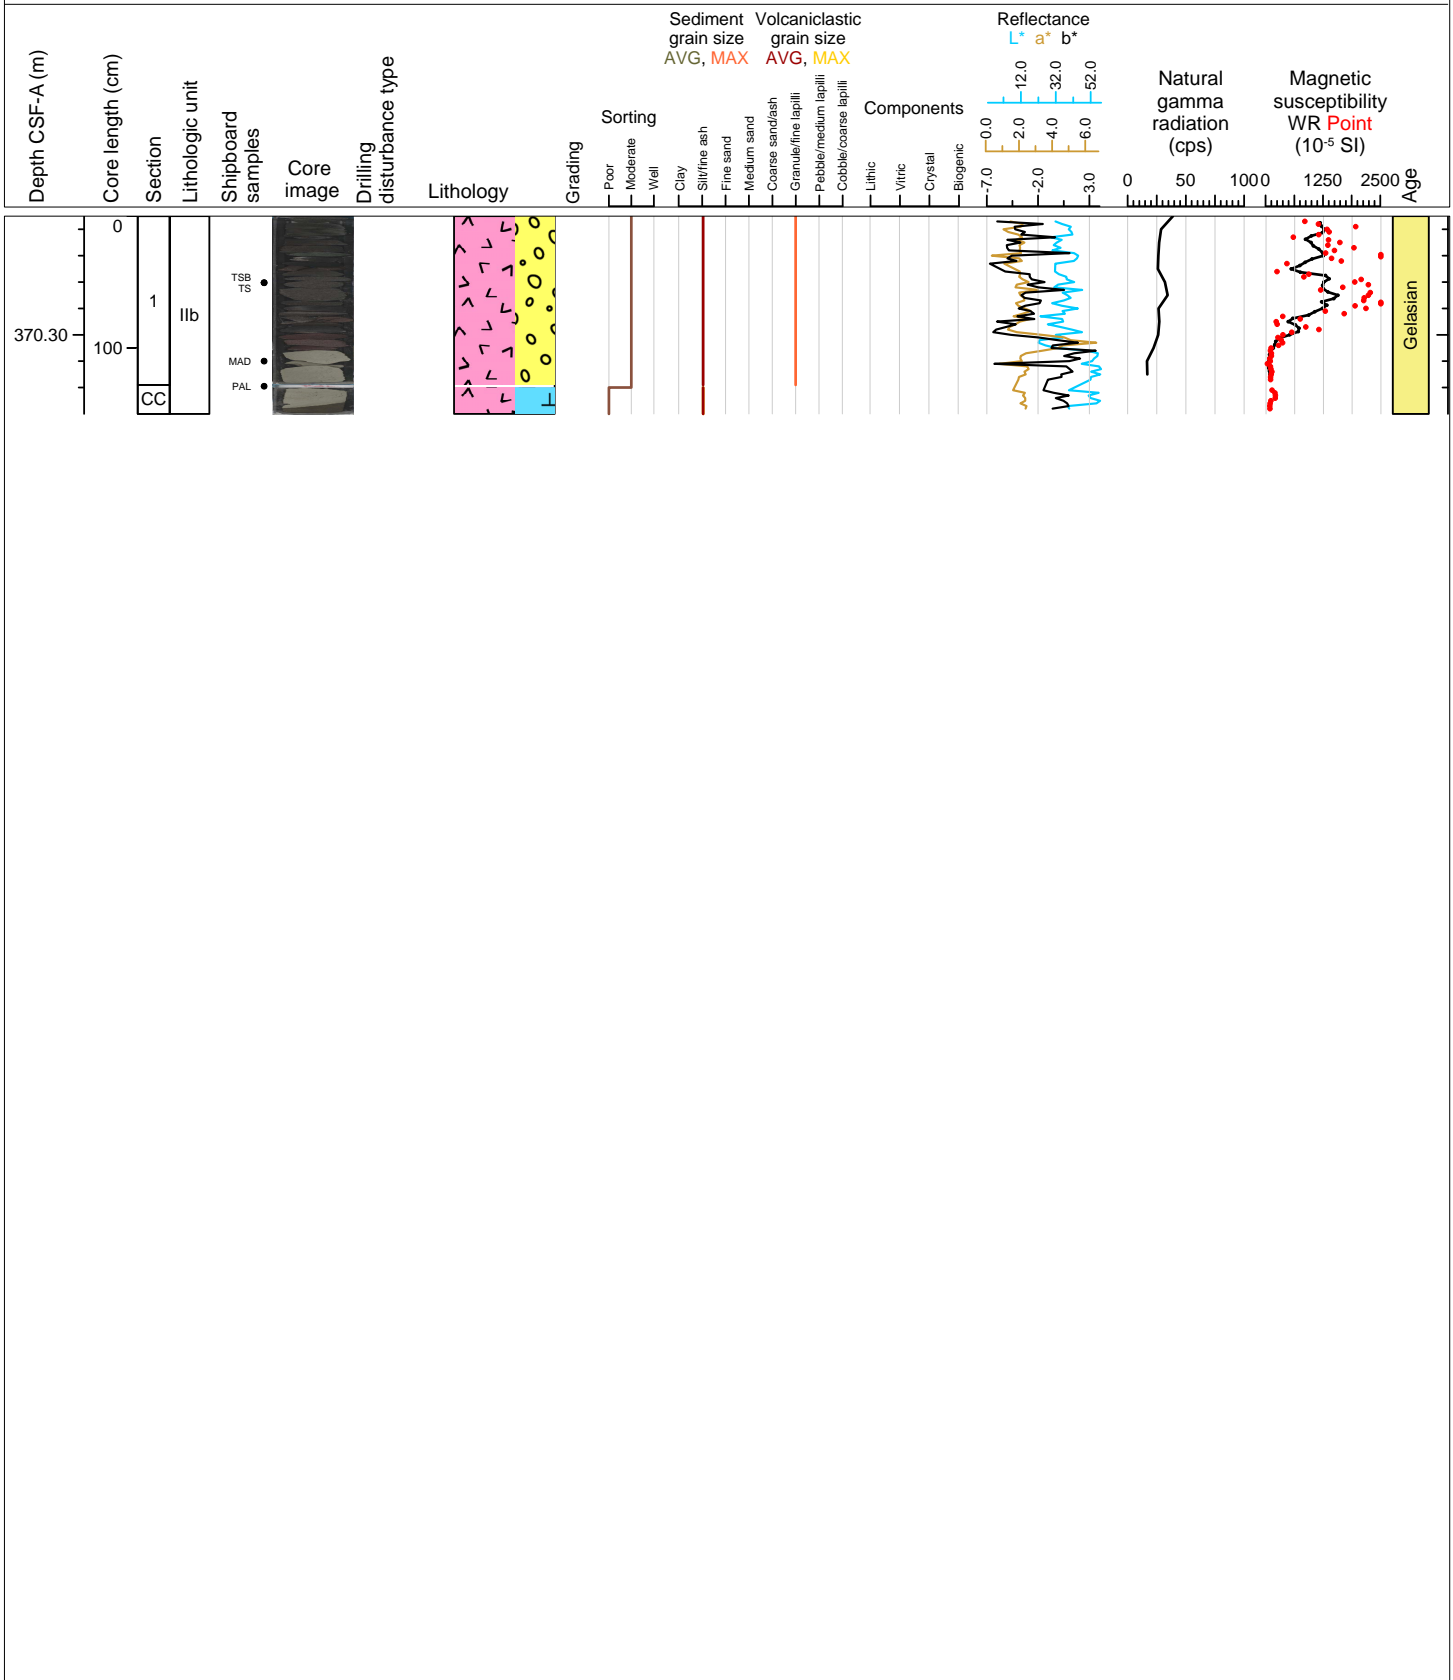 Depth CSF-A (m)
Core length (cm)
Section
Lithologic unit
Shipboard
samples
Core
image
Drilling
disturbance type
Lithology
Grading
Sorting
Poor
Moderate
Well
Sediment
grain size
AVG, MAX
Volcaniclastic
grain size
AVG, MAX
Clay
Silt/fine ash
Fine sand
Medium sand
Coarse sand/ash
Granule/fine lapilli
Pebble/medium lapilli
Cobble/coarse lapilli
Components
Lithic
Vitric
Crystal
Biogenic
Reflectance
L* a* b*
12.0 32.0 52.0
0.0 2.0 4.0 6.0
-7.0 -2.0 3.0
Natural
gamma
radiation
(cps)
0 50 100
Magnetic
susceptibility
WR Point
(10-5 SI)
0 1250 2500
Age
0
TSB
TS
1
IIb
370.30
100
MAD
PAL
CC
Gelasian